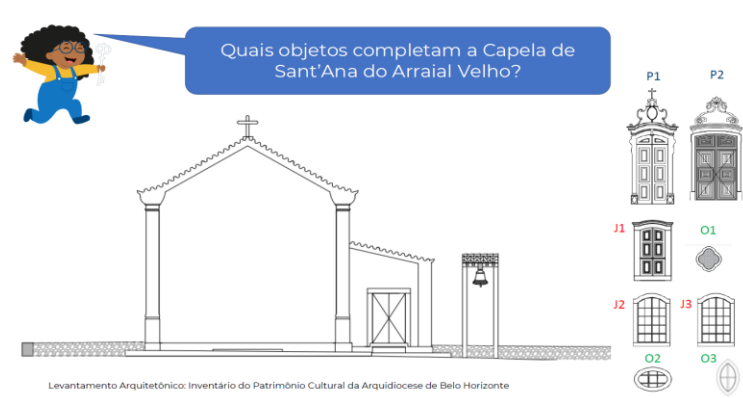 Quais objetos completam a Capela de
Sant'Ana do Arraial Velho?
P1
P2
J1
O1
J2
J3
O2
O3
Levantamento Arquitetônico: Inventário do Patrimônio Cultural da Arquidiocese de Belo Horizonte